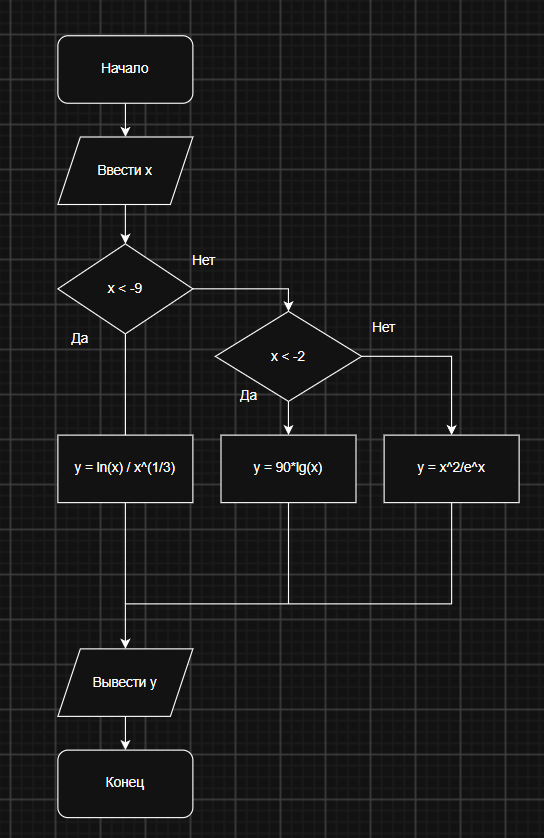 Начало
Ввести x
x < -9
Нет
Да
x < -2
Нет
Да
y = ln(x) / x^(1/3)
y = 90*lg(x)
y = x^2/e^x
Вывести y
Конец